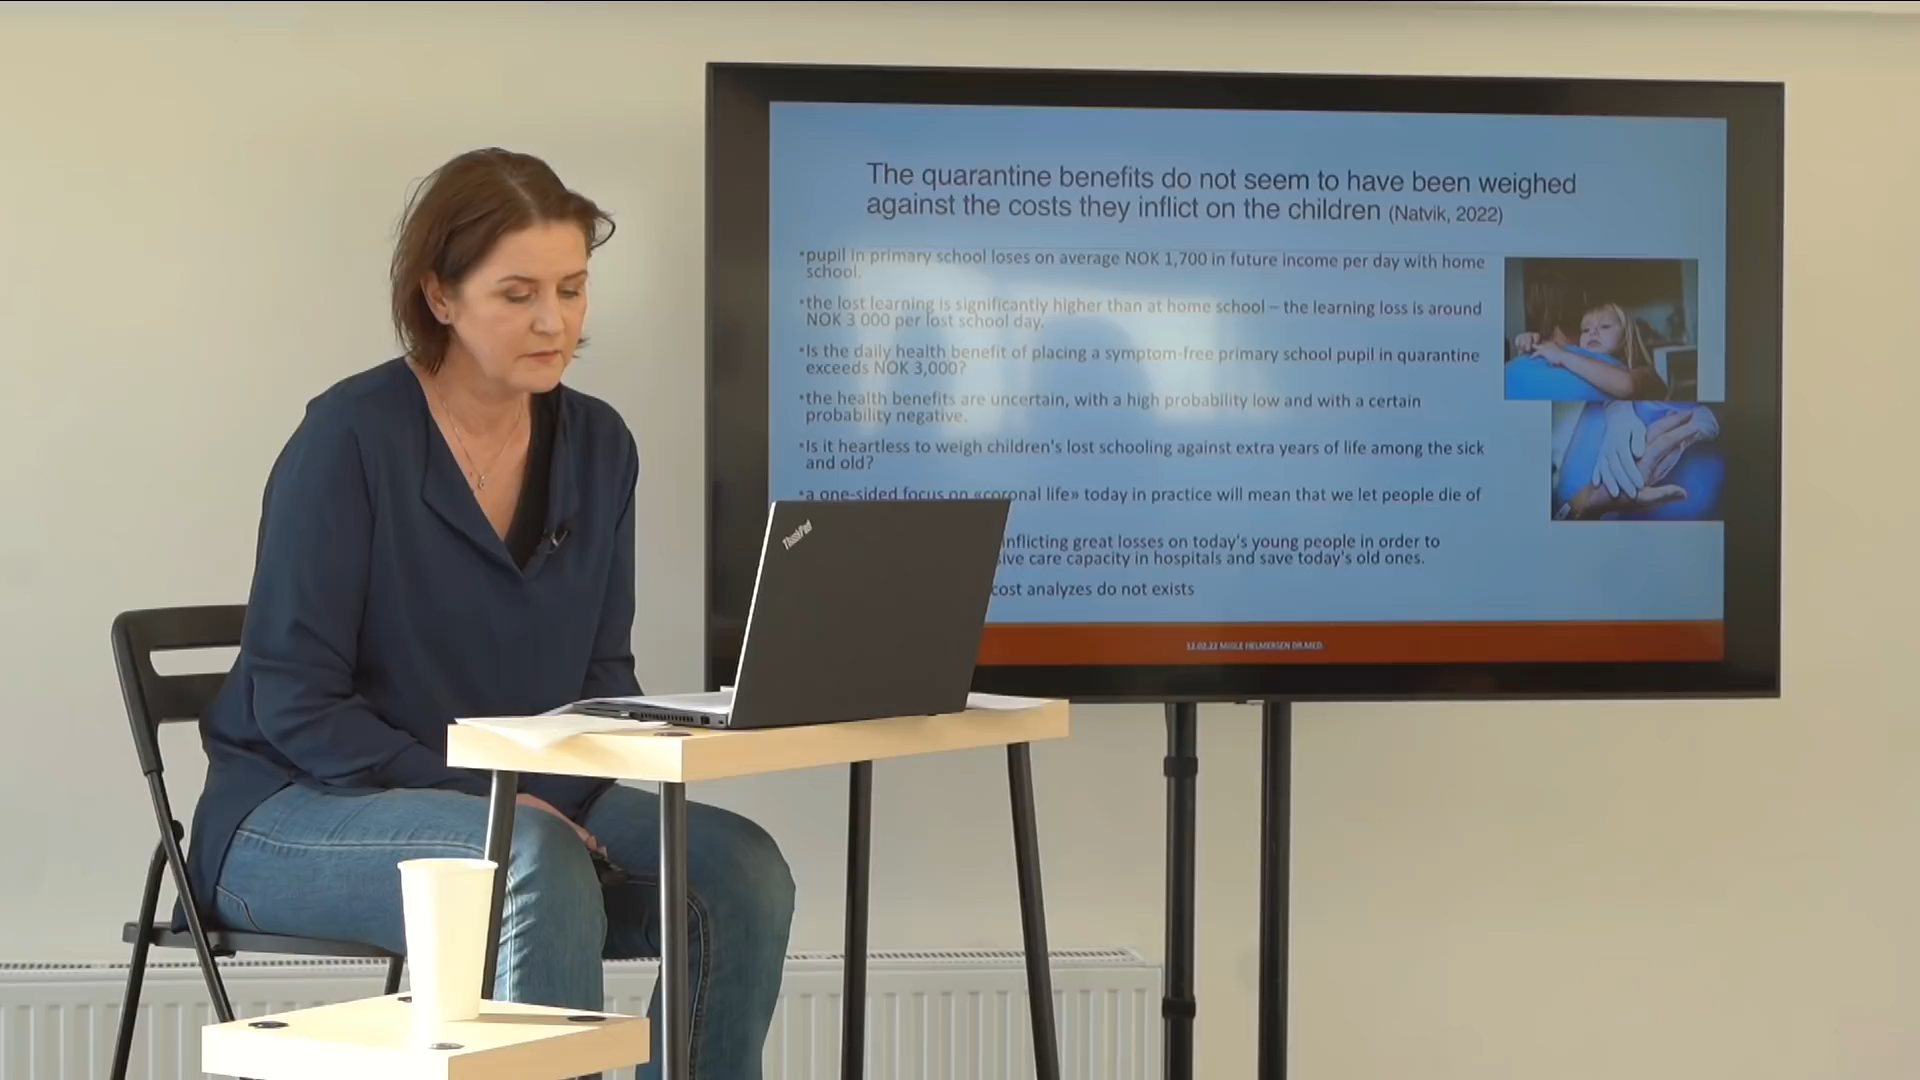 The quarantine benefits do not seem to have been weighed
against the costs they inflict on the children (Natvik, 2022)
•pupil in primary school loses on average NOK 1,700 in future income per day with home
school.
•the lost learning is significantly higher than at home school – the learning loss is around
NOK 3 000 per lost school day.
•Is the daily health benefit of placing a symptom-free primary school pupil in quarantine
exceeds NOK 3,000?
•the health benefits are uncertain, with a high probability low and with a certain
probability negative.
•Is it heartless to weigh children's lost schooling against extra years of life among the sick
and old?
•a one-sided focus on «coronal life» today in practice will mean that we let people die of
inflicting great losses on today's young people in order to
care capacity in hospitals and save today's old ones.
cost analyzes do not exists
12.02.22 MIGLE HELMERSEN DR.MED.
ThinkPad